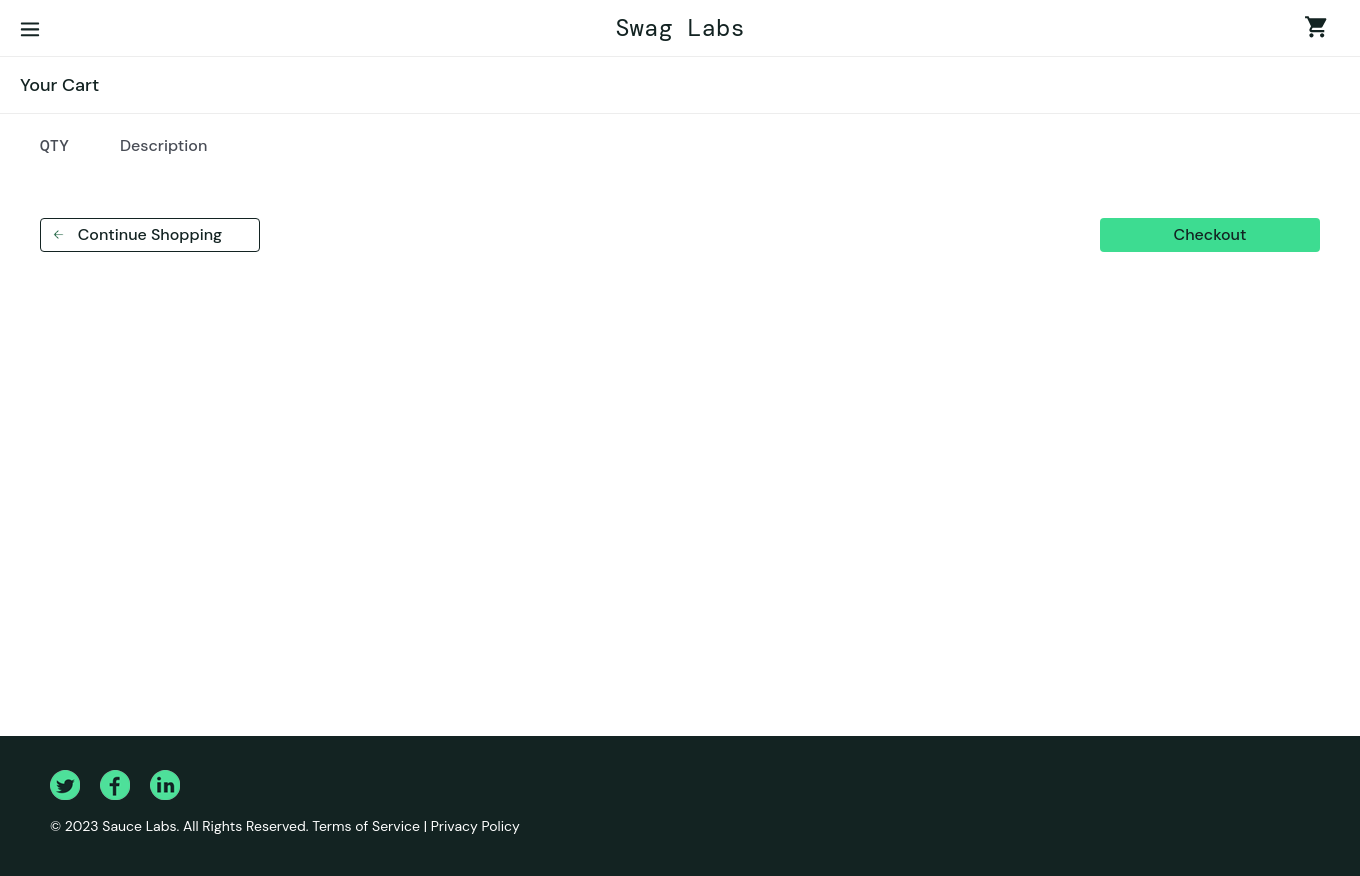 Swag Labs
Your Cart
QTY Description
Continue Shopping Checkout
© 2023 Sauce Labs. All Rights Reserved. Terms of Service | Privacy Policy